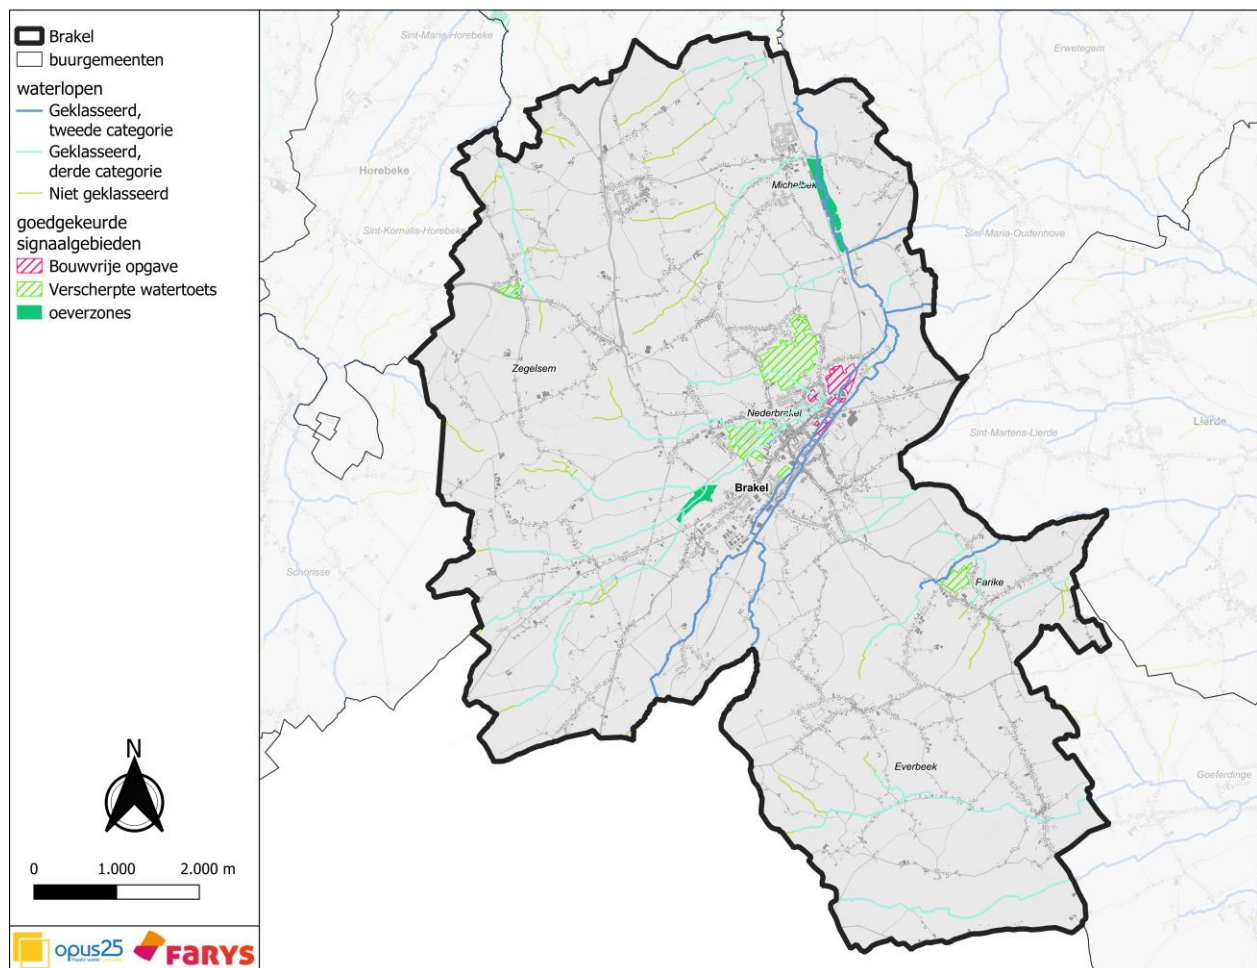 Brakel
buurgemeenten
waterlopen
Geklasseerd,
tweede categorie
Geklasseerd,
derde categorie
Niet geklasseerd
goedgekeurde
signaalgebieden
Bouwvrije opgave
Verscherpte watertoets
oeverzones
N
0 1.000 2.000 m
opus25
FARYS
Sint-Maria-Horebeke
Erwetegem
Horebeke
Michelbek
Sint-Kornelis-Horebeke
Sint-Maria-Oudenhove
Zegelsem
Nederbrakel
Sint-Martens-Lierde
Lierde
Brakel
Schorisse
Parike
Everbeek
Goeferdinge